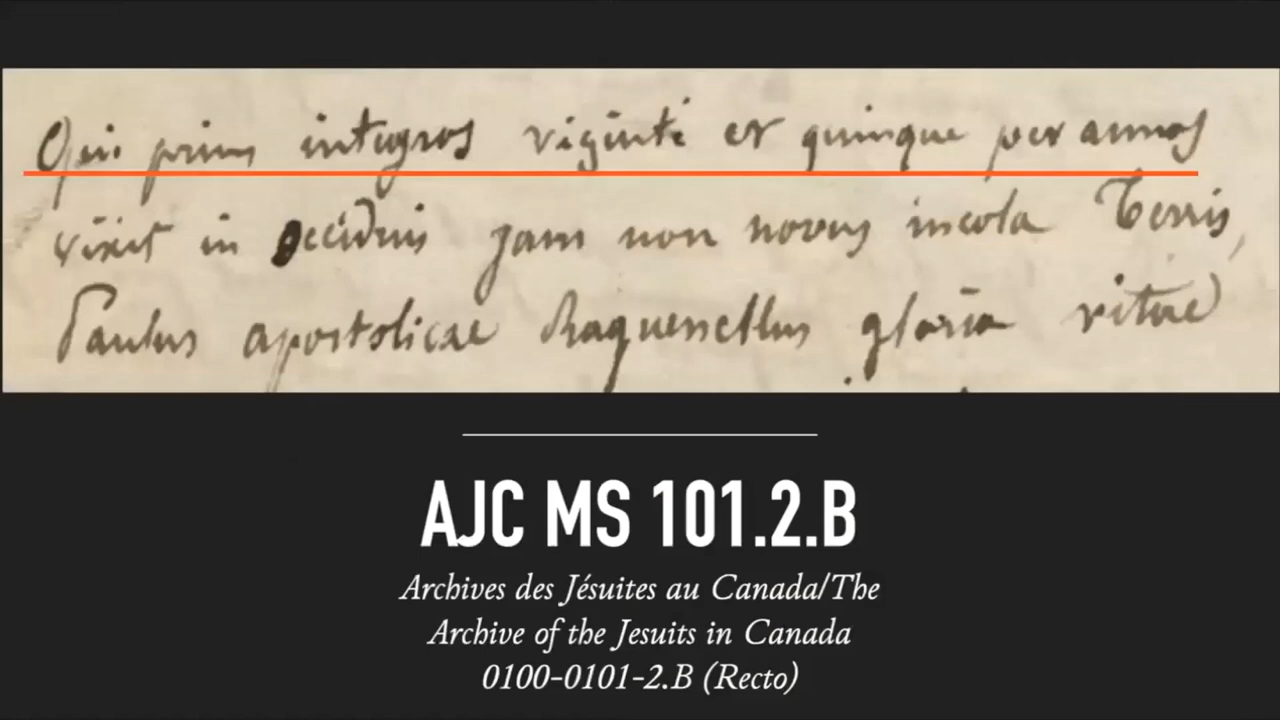 Qui prius integros viginti et quinque per annos
vixit in occiduis jam non novus incola Terris,
Paulus apostolicae Raguenellus gloria vitae
AJC MS 101.2.B
Archives des Jésuites au Canada/The
Archive of the Jesuits in Canada
0100-0101-2.B (Recto)